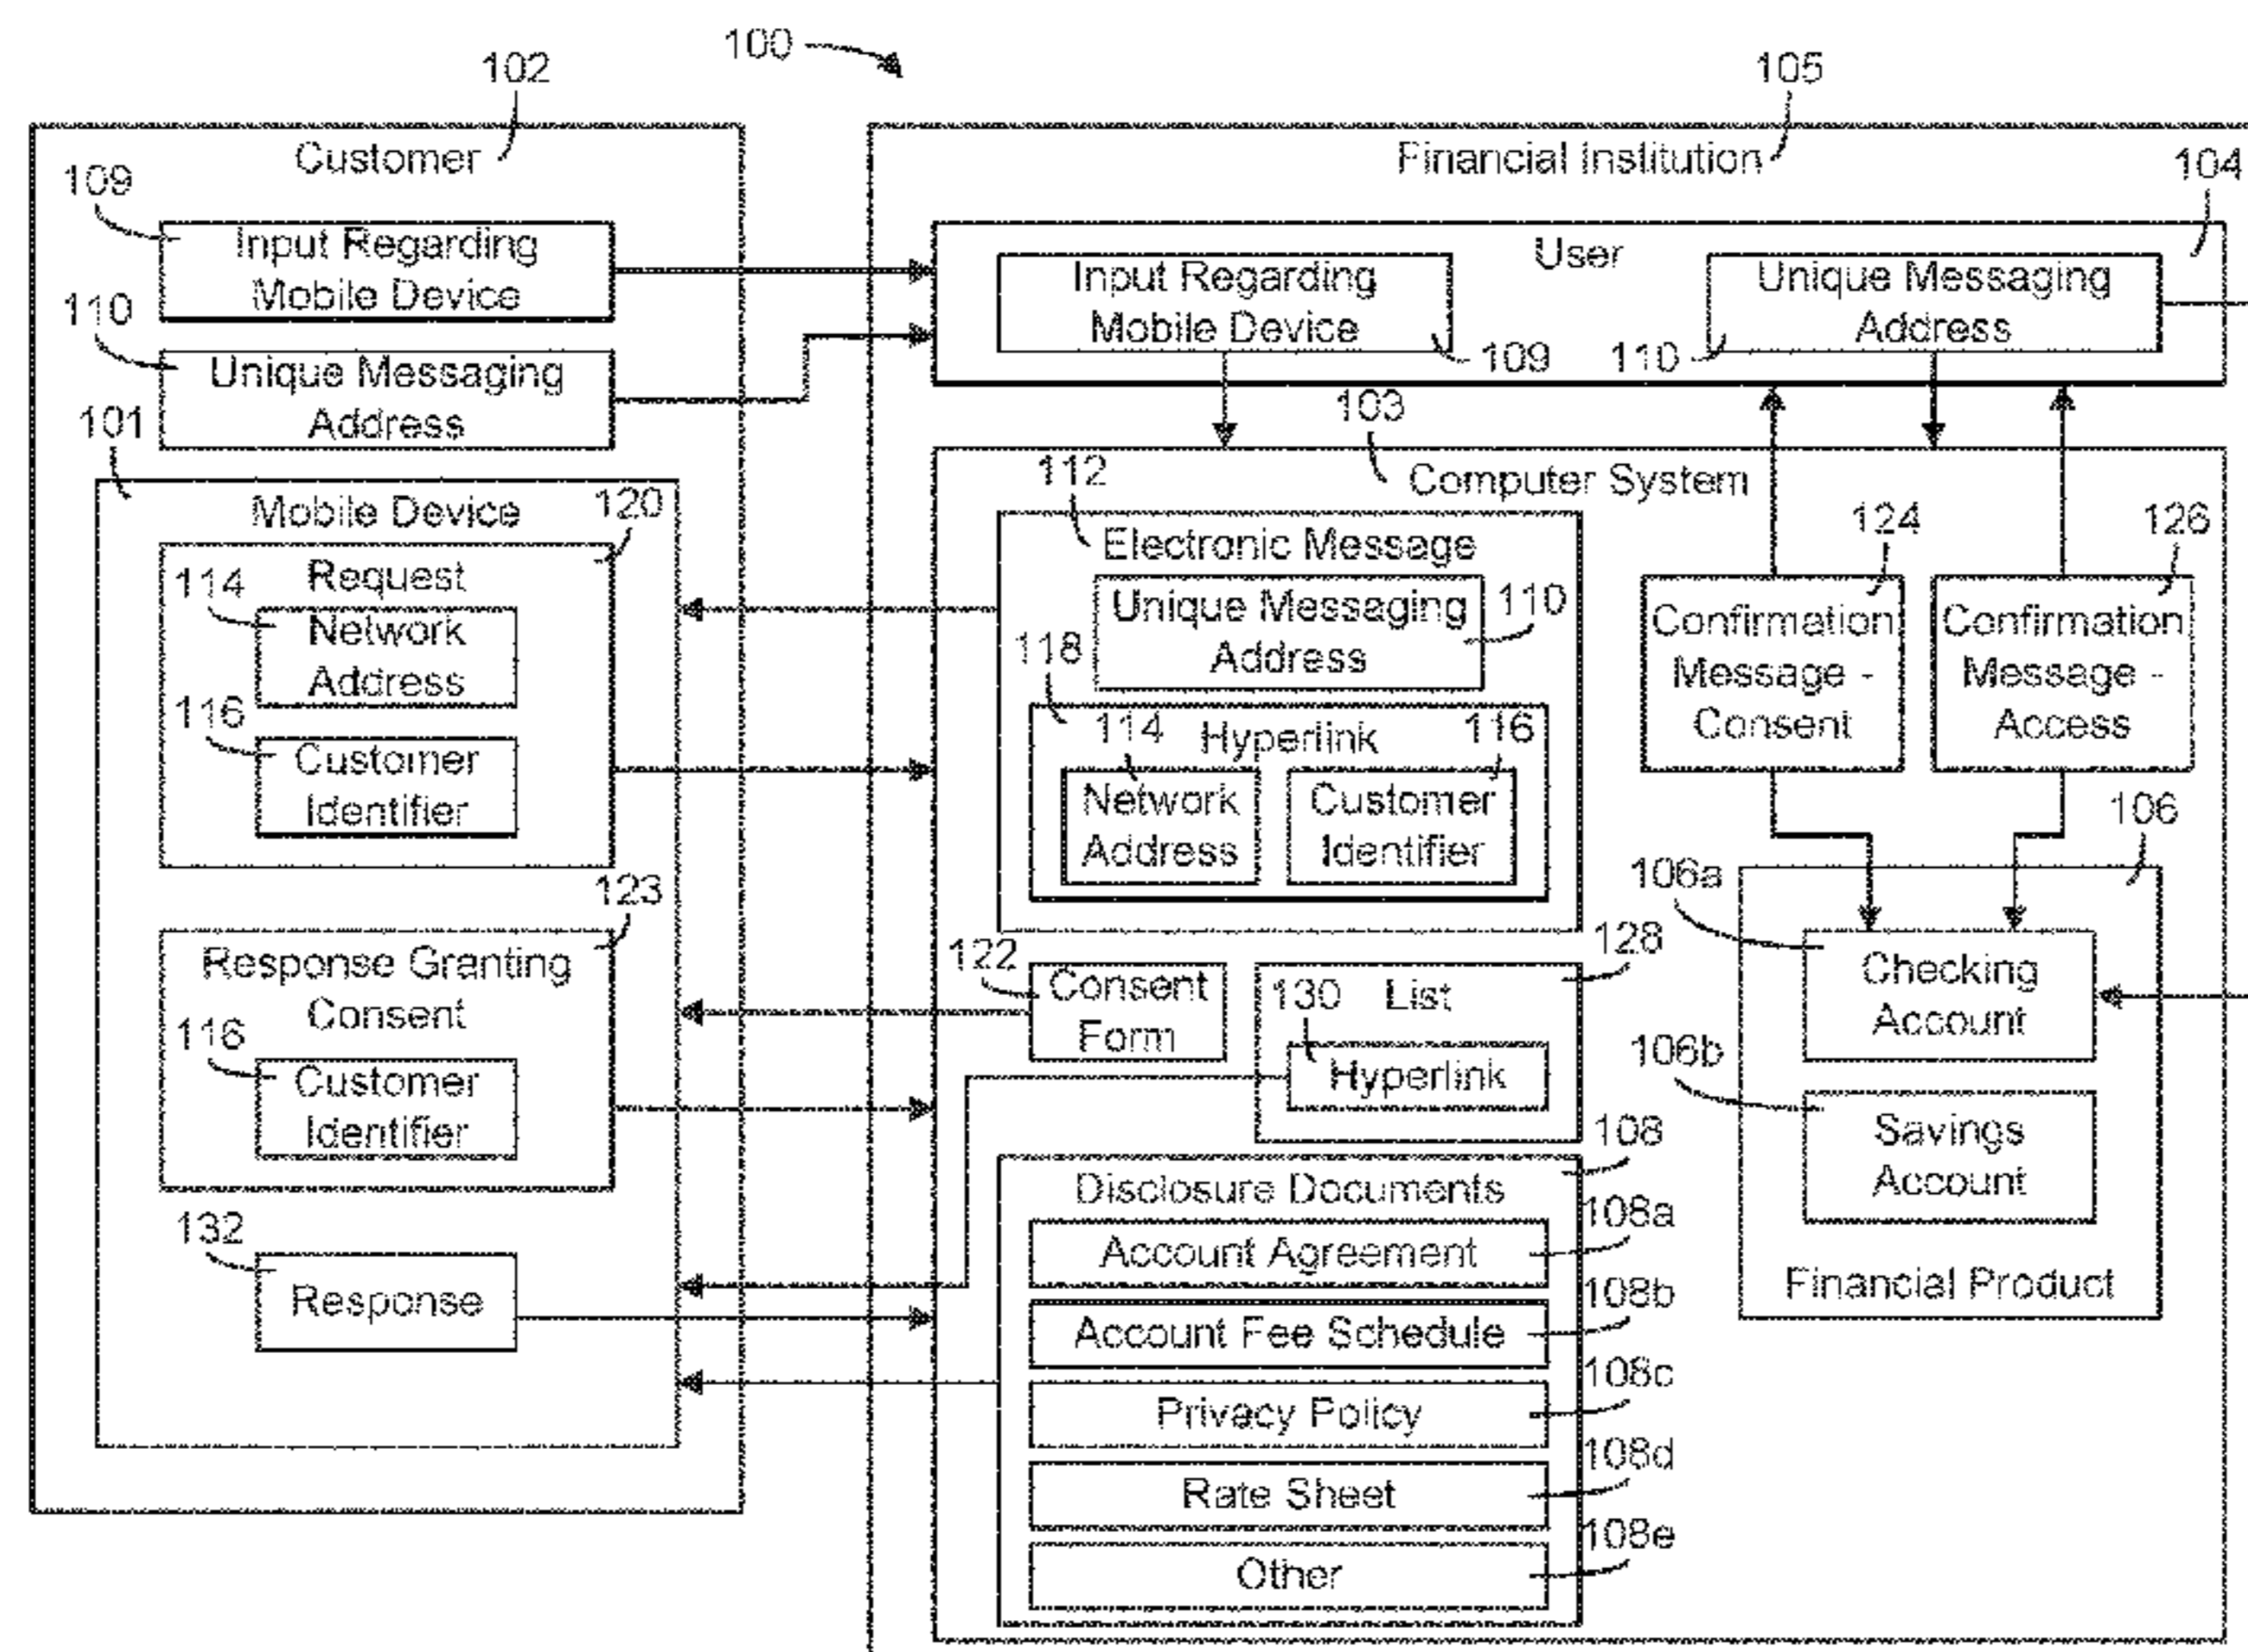 100
102
Customer
109
Input Regarding
Mobile Device
110
Unique Messaging
Address
101
Mobile Device
120
Request
114
Network
Address
116
Customer
Identifier
123
Response Granting
Consent
116
Customer
Identifier
132
Response
105
Financial Institution
104
User
Input Regarding
Mobile Device
109
Unique Messaging
Address
110
103
Computer System
112
Electronic Message
Unique Messaging
Address
110
118
Hyperlink
114
Network
Address
116
Customer
Identifier
124
Confirmation
Message -
Consent
126
Confirmation
Message -
Access
122
Consent
Form
128
List
130
Hyperlink
106
106a
Checking
Account
106b
Savings
Account
Financial Product
108
Disclosure Documents
108a
Account Agreement
108b
Account Fee Schedule
108c
Privacy Policy
108d
Rate Sheet
108e
Other